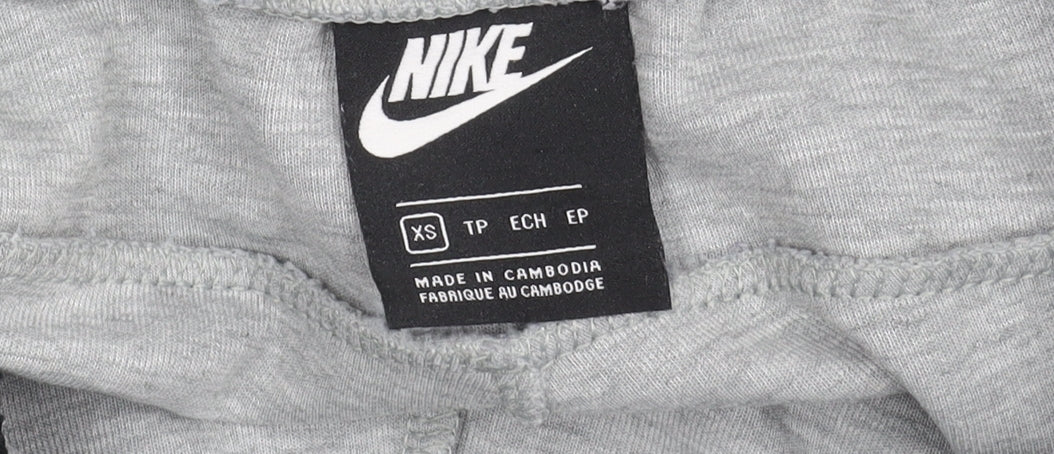 NIKE
XS TP ECH EP
MADE IN CAMBODIA
FABRIQUE AU CAMBODGE